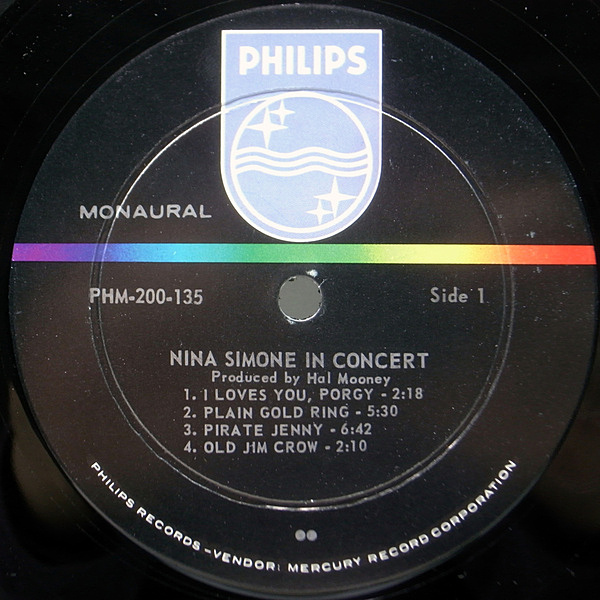 PHILIPS
MONAURAL
PHM-200-135
Side 1
NINA SIMONE IN CONCERT
Produced by Hal Mooney
1. I LOVES YOU, PORGY - 2:18
2. PLAIN GOLD RING - 5:30
3. PIRATE JENNY - 6:42
4. OLD JIM CROW - 2:10
PHILIPS RECORDS - VENDOR: MERCURY RECORD CORPORATION